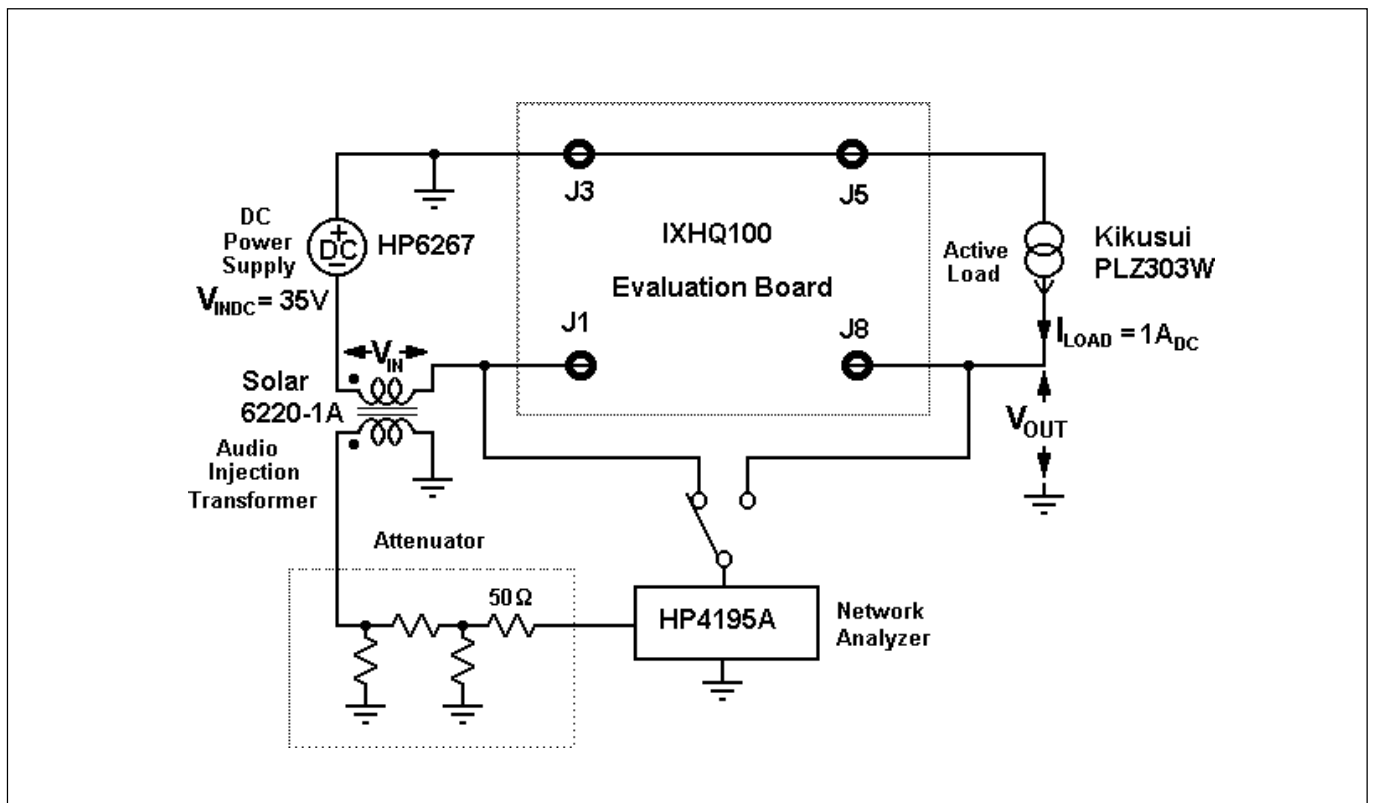 J3
J5
DC
Power
Supply
+
DC
−
HP6267
V_INDC = 35V
IXHQ100
Evaluation Board
Active
Load
Kikusui
PLZ303W
J1
J8
I_LOAD = 1A_DC
V_IN
Solar
6220-1A
Audio
Injection
Transformer
V_OUT
Attenuator
50Ω
HP4195A
Network
Analyzer